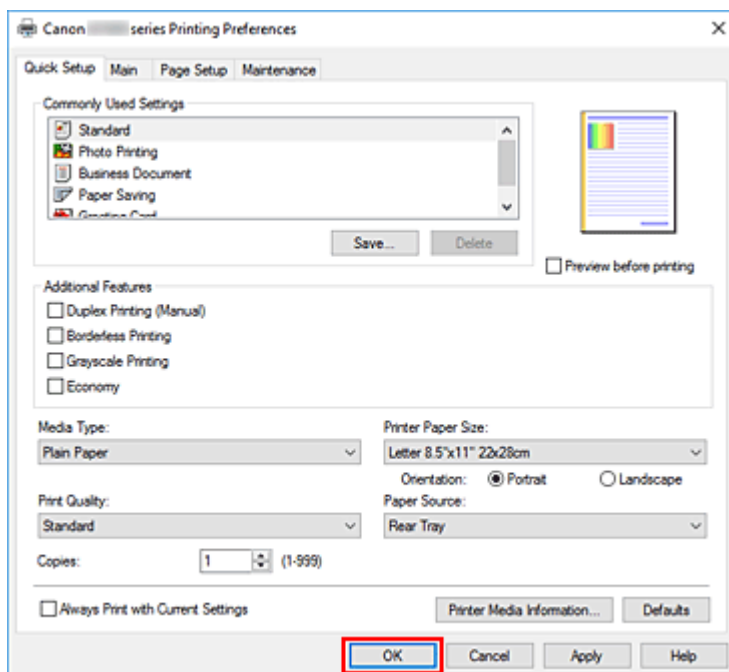 Canon series Printing Preferences
Quick Setup Main Page Setup Maintenance
Commonly Used Settings
Standard
Photo Printing
Business Document
Paper Saving
Greeting Card
Save... Delete
Preview before printing
Additional Features
Duplex Printing (Manual)
Borderless Printing
Grayscale Printing
Economy
Media Type: Printer Paper Size:
Plain Paper Letter 8.5"x11" 22x28cm
Orientation: Portrait Landscape
Print Quality: Paper Source:
Standard Rear Tray
Copies: 1 (1-999)
Always Print with Current Settings Printer Media Information... Defaults
OK Cancel Apply Help